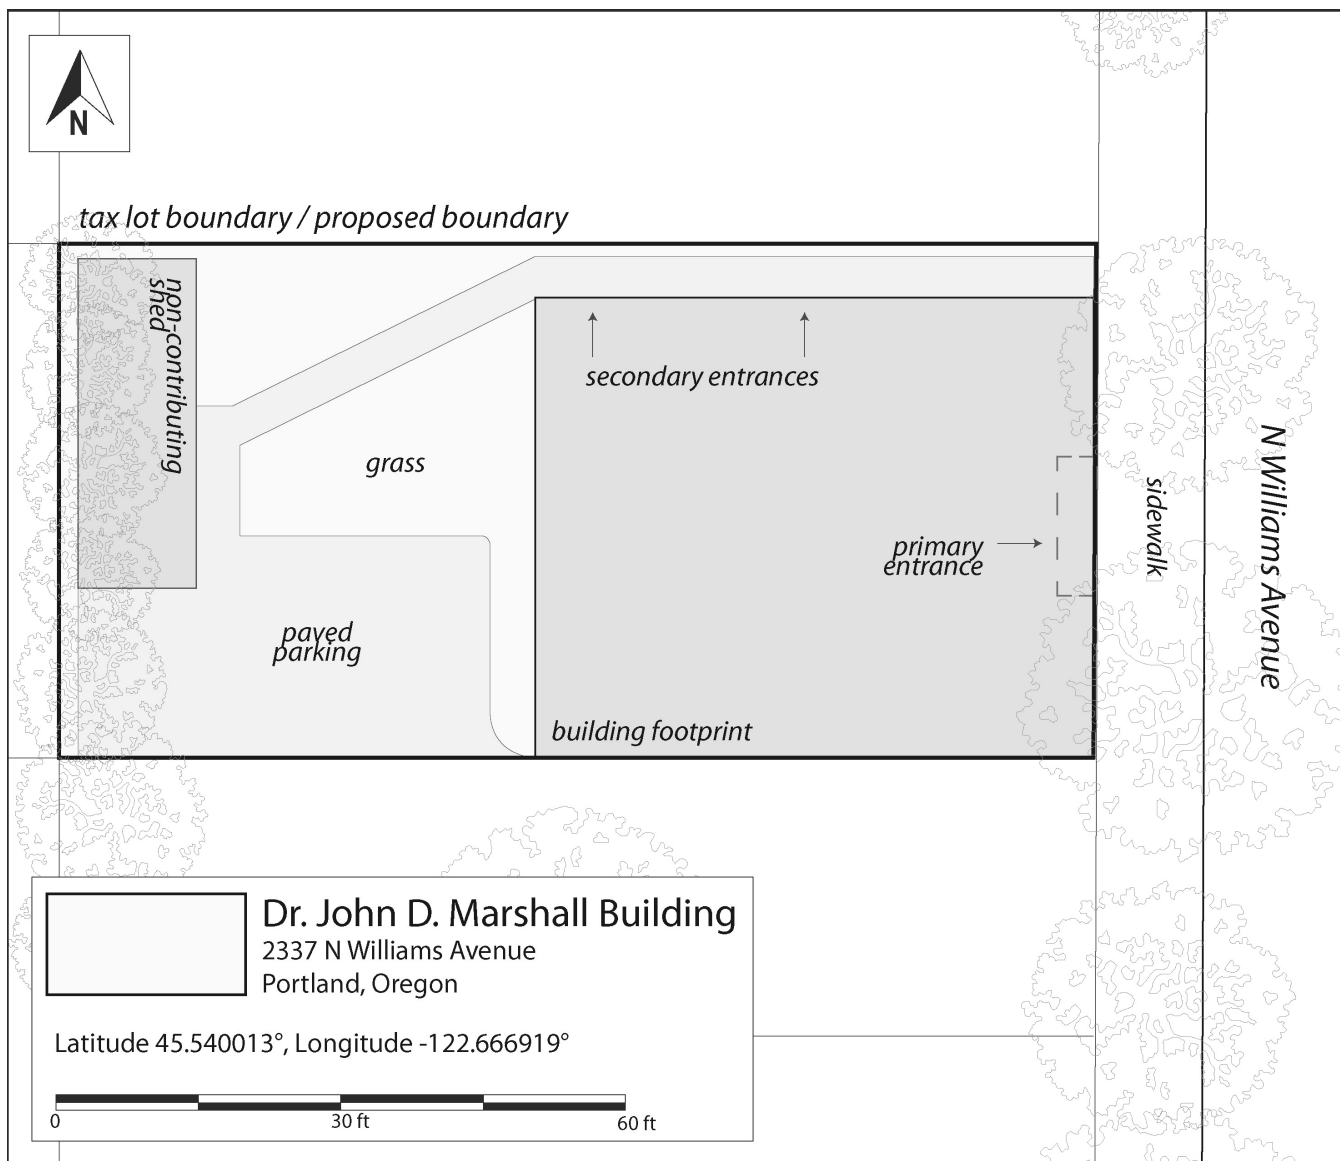 N
tax lot boundary / proposed boundary
non-contributing
shed
secondary entrances
grass
primary
entrance
sidewalk
N Williams Avenue
paved
parking
building footprint
Dr. John D. Marshall Building
2337 N Williams Avenue
Portland, Oregon
Latitude 45.540013°, Longitude -122.666919°
0 30 ft 60 ft